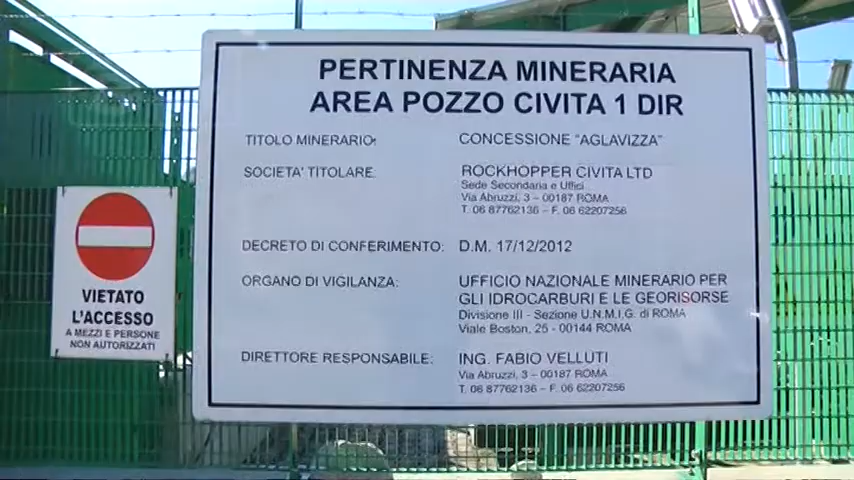 PERTINENZA MINERARIA
AREA POZZO CIVITA 1 DIR
TITOLO MINERARIO: CONCESSIONE "AGLAVIZZA"
SOCIETA' TITOLARE: ROCKHOPPER CIVITA LTD
Sede Secondaria e Uffici
Via Abruzzi, 3 – 00187 ROMA
T. 06 87762136 – F. 06 62207256
DECRETO DI CONFERIMENTO: D.M. 17/12/2012
ORGANO DI VIGILANZA: UFFICIO NAZIONALE MINERARIO PER
GLI IDROCARBURI E LE GEORISORSE
Divisione III - Sezione U.N.M.I.G. di ROMA
Viale Boston, 25 - 00144 ROMA
DIRETTORE RESPONSABILE: ING. FABIO VELLUTI
Via Abruzzi, 3 – 00187 ROMA
T. 06 87762136 – F. 06 62207256
VIETATO
L'ACCESSO
A MEZZI E PERSONE
NON AUTORIZZATI